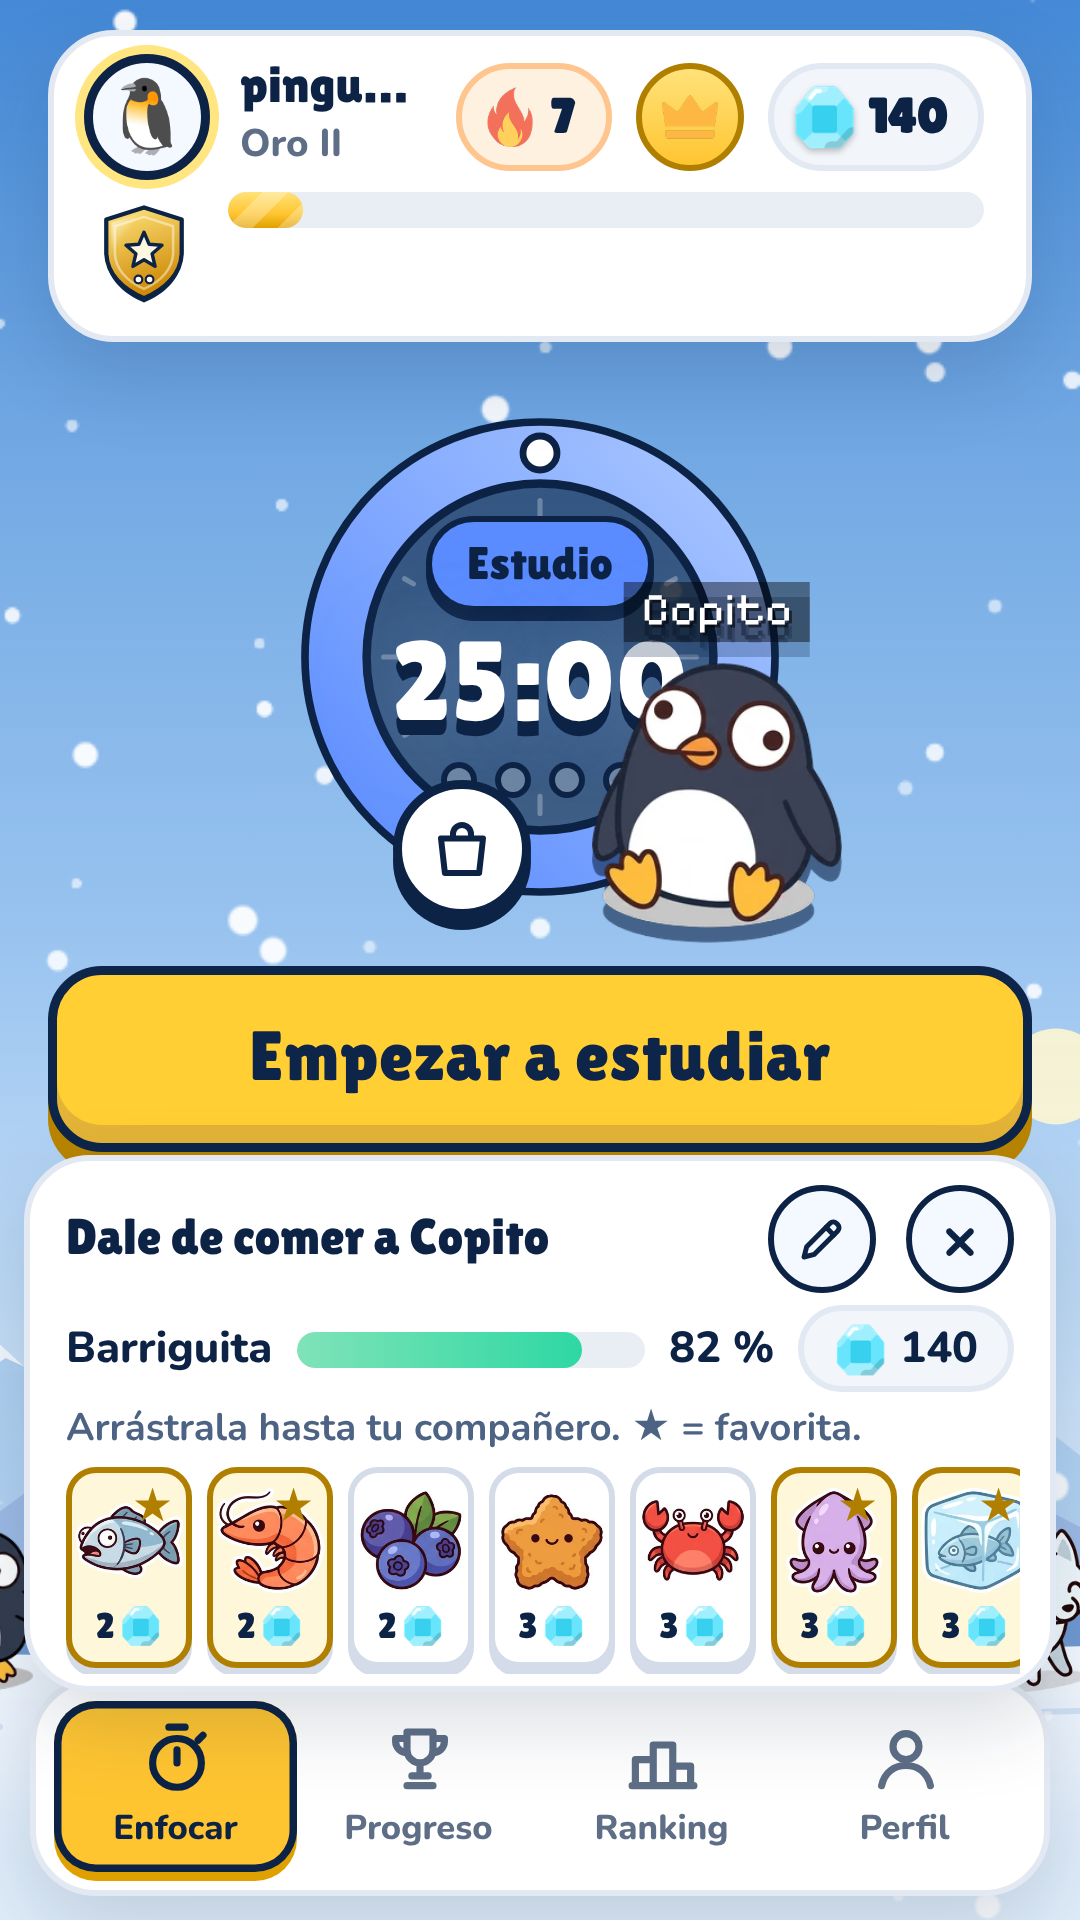 pingu...
Oro II
7
140
Estudio
Copito
25:00
Empezar a estudiar
Dale de comer a Copito
Barriguita 82 % 140
Arrástrala hasta tu compañero. ★ = favorita.
2 2 2 3 3 3 3
Enfocar Progreso Ranking Perfil